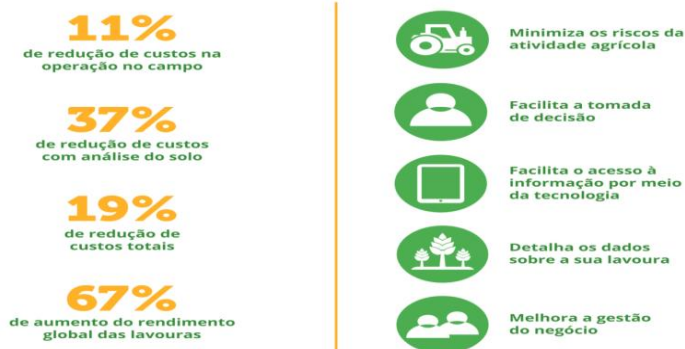 11%
de redução de custos na
operação no campo
37%
de redução de custos
com análise do solo
19%
de redução de
custos totais
67%
de aumento do rendimento
global das lavouras
Minimiza os riscos da
atividade agrícola
Facilita a tomada
de decisão
Facilita o acesso à
informação por meio
da tecnologia
Detalha os dados
sobre a sua lavoura
Melhora a gestão
do negócio